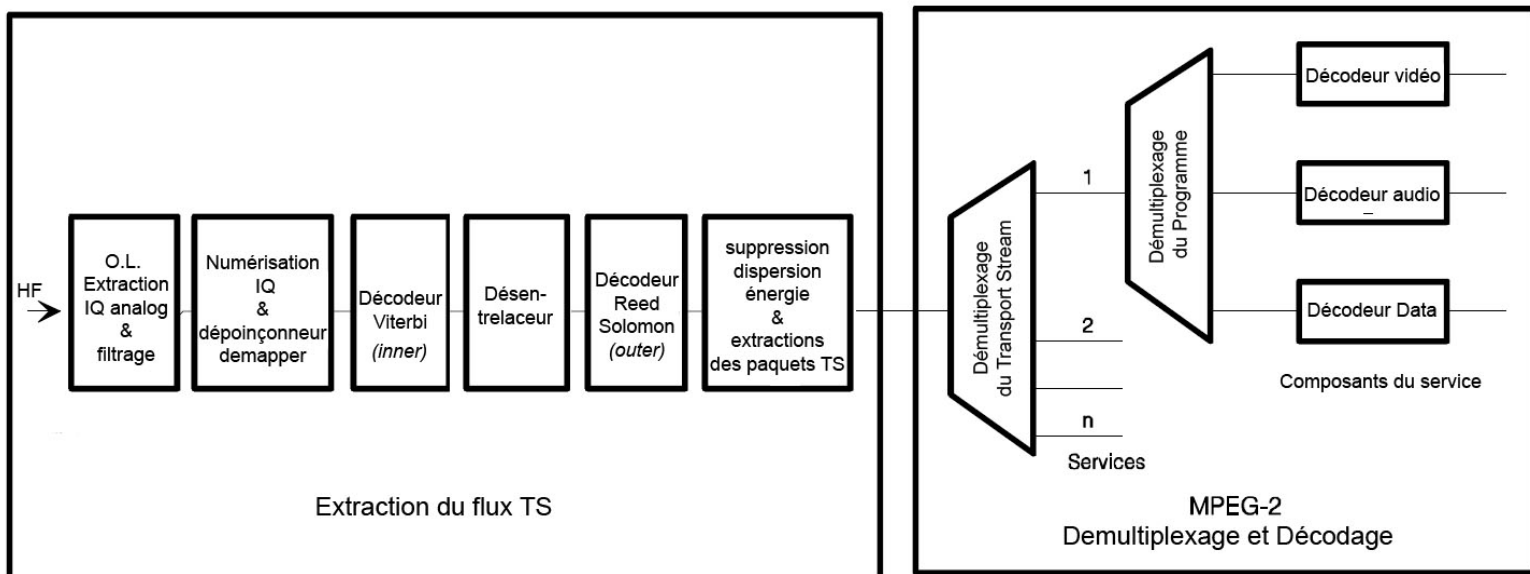 HF
O.L.
Extraction
IQ analog
&
filtrage
Numérisation
IQ
&
dépoinçonneur
demapper
Décodeur
Viterbi
(inner)
Désen-
trelaceur
Décodeur
Reed
Solomon
(outer)
suppression
dispersion
énergie
&
extractions
des paquets TS
Extraction du flux TS
Démultiplexage
du Transport Stream
1
2
n
Services
Démultiplexage
du Programme
Décodeur vidéo
Décodeur audio
Décodeur Data
Composants du service
MPEG-2
Demultiplexage et Décodage